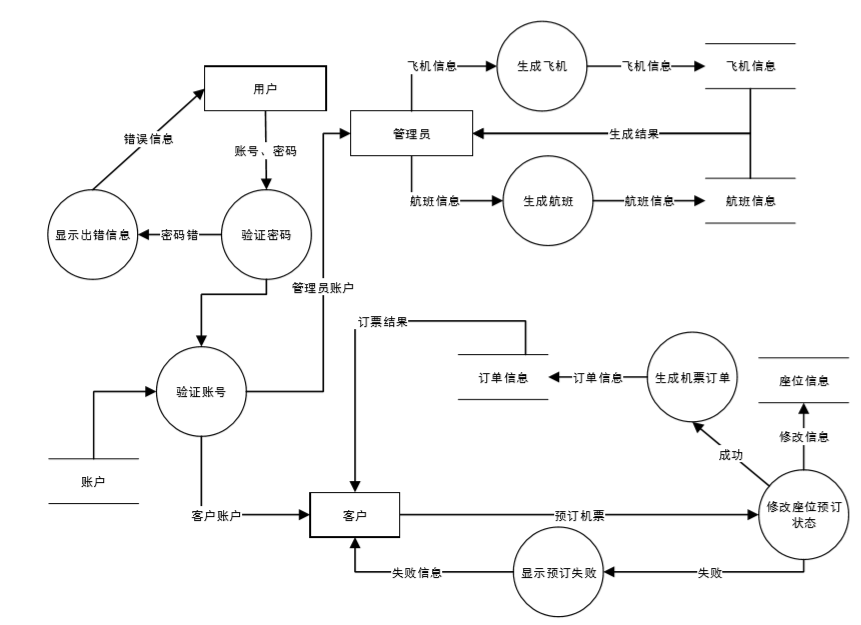 飞机信息
生成飞机
飞机信息
飞机信息
用户
错误信息
账号、密码
管理员
生成结果
显示出错信息
密码错
验证密码
航班信息
生成航班
航班信息
航班信息
管理员账户
订票结果
验证账号
订单信息
订单信息
生成机票订单
座位信息
修改信息
成功
账户
客户账户
客户
预订机票
修改座位预订
状态
失败信息
显示预订失败
失败